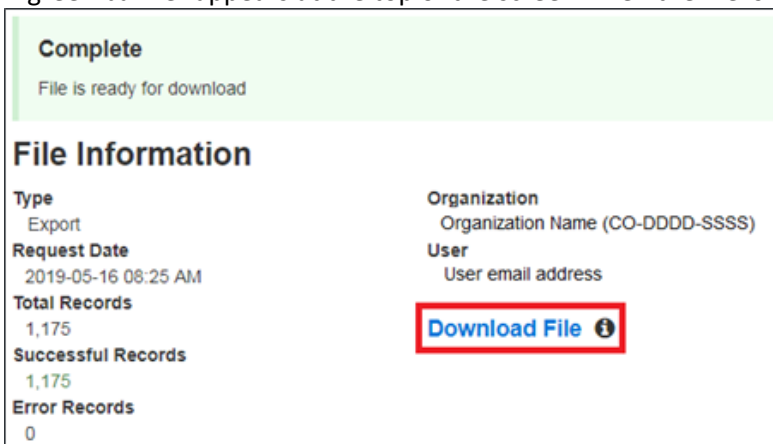 Complete
File is ready for download
File Information
Type
Export
Request Date
2019-05-16 08:25 AM
Total Records
1,175
Successful Records
1,175
Error Records
0
Organization
Organization Name (CO-DDDD-SSSS)
User
User email address
Download File